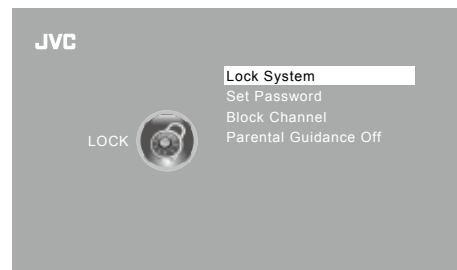 JVC
Lock System
Set Password
Block Channel
LOCK
Parental Guidance Off